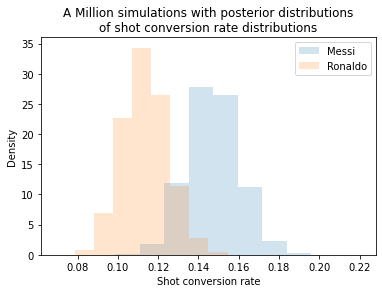 A Million simulations with posterior distributions
of shot conversion rate distributions
Messi
Ronaldo
Density
35
30
25
20
15
10
5
0
0.08 0.10 0.12 0.14 0.16 0.18 0.20 0.22
Shot conversion rate